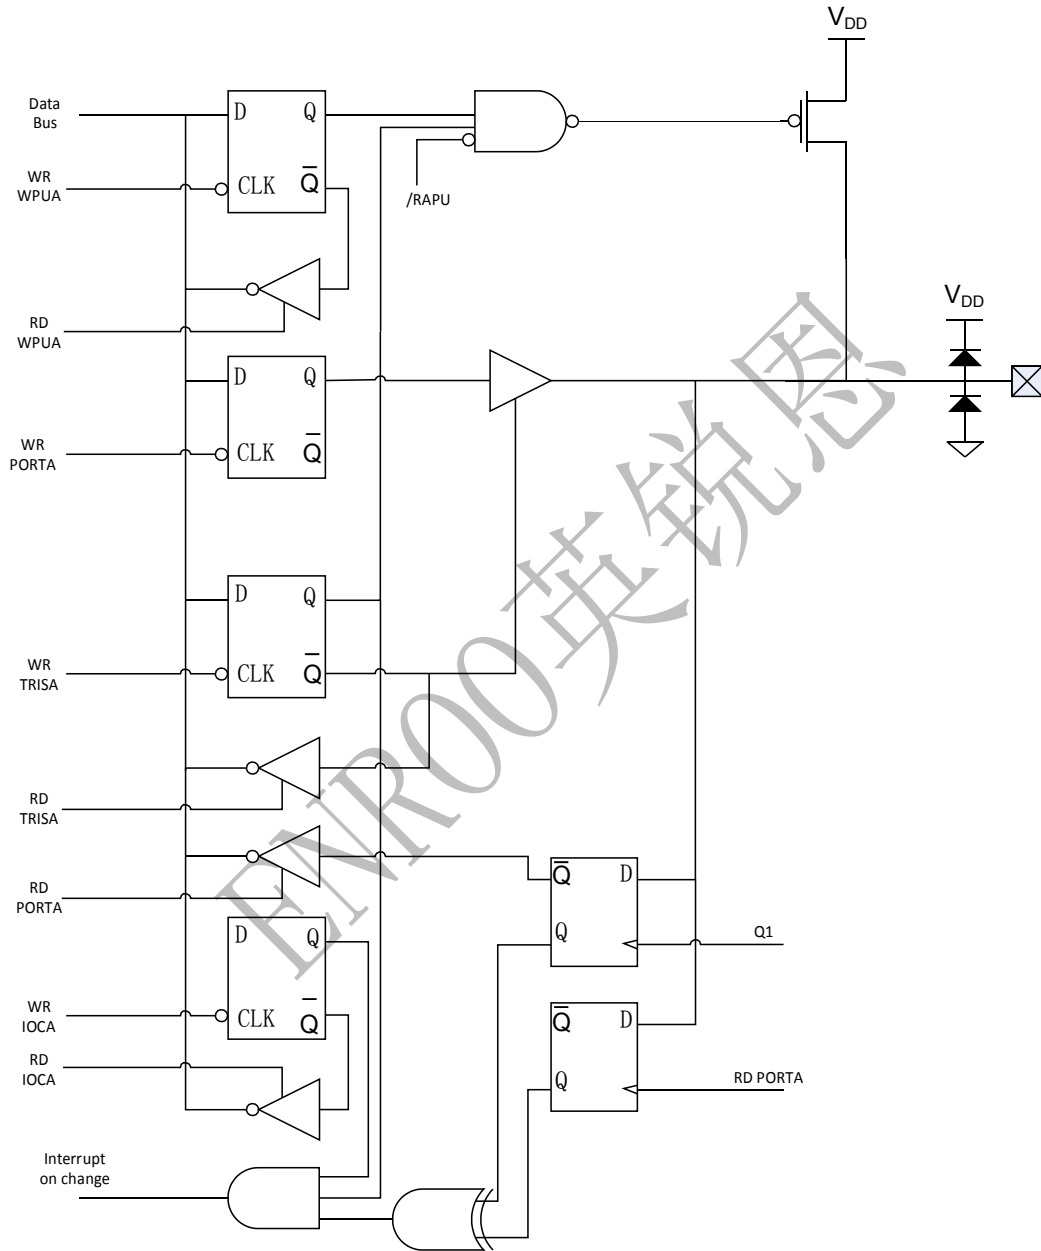 VDD
Data
Bus
D Q
WR
WPUA
CLK Q̅
/RAPU
RD
WPUA
VDD
D Q
WR
PORTA
CLK Q̅
D Q
WR
TRISA
CLK Q̅
RD
TRISA
RD
PORTA
Q̅ D
Q
Q1
D Q
WR
IOCA
CLK Q̅
Q̅ D
Q
RD PORTA
RD
IOCA
Interrupt
on change
ENROO英锐恩